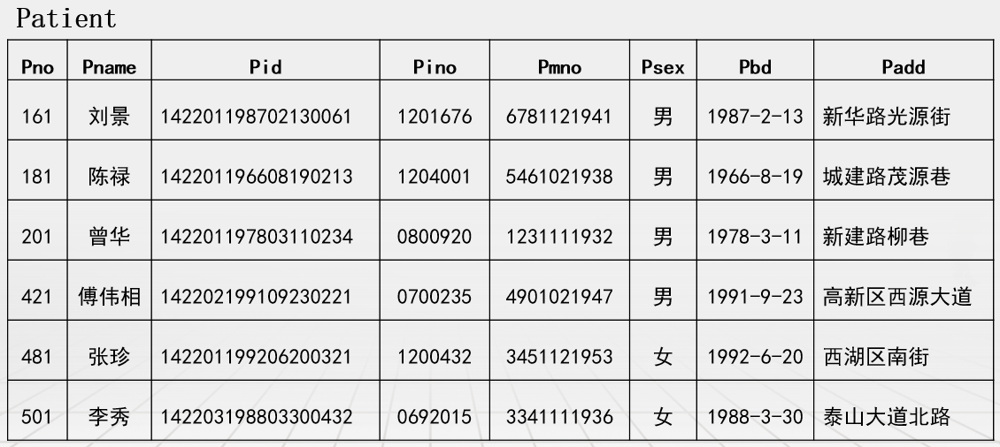 Patient
Pno Pname Pid Pino Pmno Psex Pbd Padd
161 刘景 142201198702130061 1201676 6781121941 男 1987-2-13 新华路光源街
181 陈禄 142201196608190213 1204001 5461021938 男 1966-8-19 城建路茂源巷
201 曾华 142201197803110234 0800920 1231111932 男 1978-3-11 新建路柳巷
421 傅伟相 142202199109230221 0700235 4901021947 男 1991-9-23 高新区西源大道
481 张珍 142201199206200321 1200432 3451121953 女 1992-6-20 西湖区南街
501 李秀 142203198803300432 0692015 3341111936 女 1988-3-30 泰山大道北路